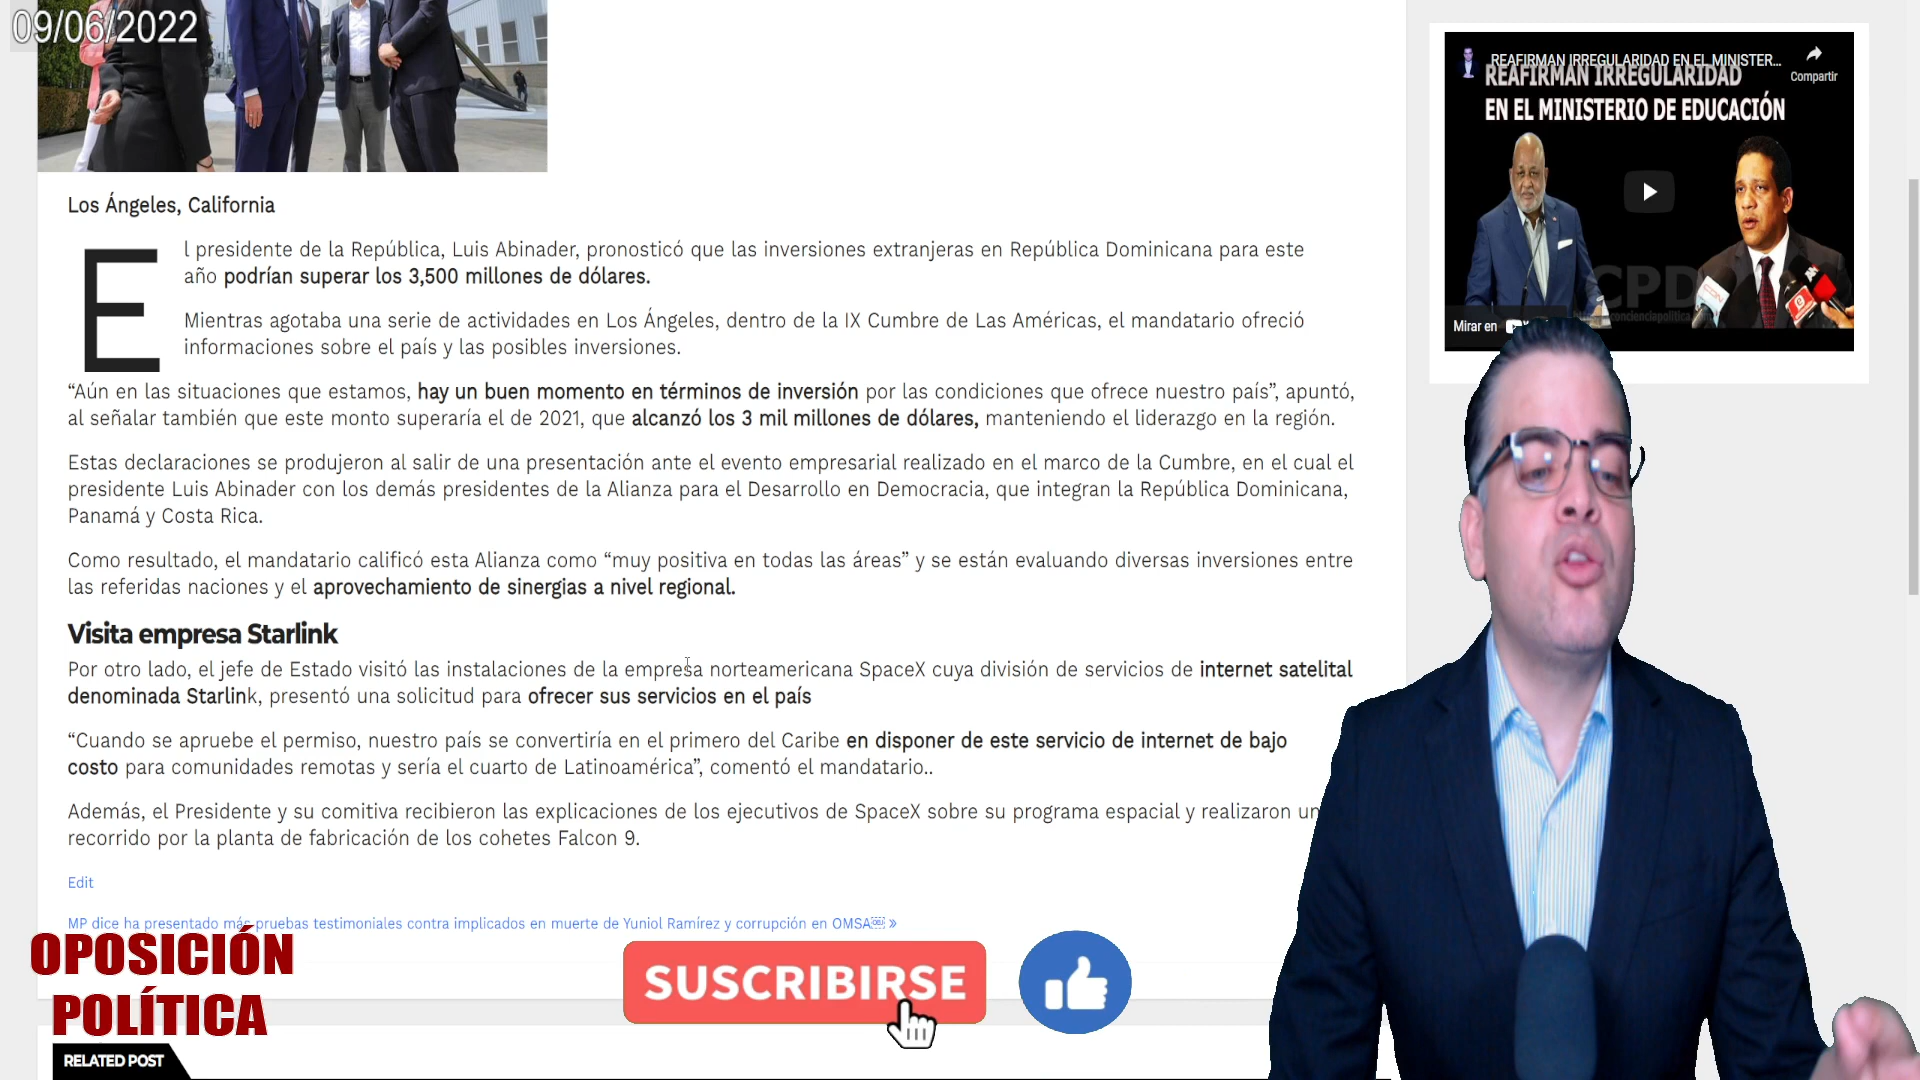 09/06/2022
Los Ángeles, California
El presidente de la República, Luis Abinader, pronosticó que las inversiones extranjeras en República Dominicana para este
año podrían superar los 3,500 millones de dólares.
Mientras agotaba una serie de actividades en Los Ángeles, dentro de la IX Cumbre de Las Américas, el mandatario ofreció
informaciones sobre el país y las posibles inversiones.
“Aún en las situaciones que estamos, hay un buen momento en términos de inversión por las condiciones que ofrece nuestro país”, apuntó,
al señalar también que este monto superaría el de 2021, que alcanzó los 3 mil millones de dólares, manteniendo el liderazgo en la región.
Estas declaraciones se produjeron al salir de una presentación ante el evento empresarial realizado en el marco de la Cumbre, en el cual el
presidente Luis Abinader con los demás presidentes de la Alianza para el Desarrollo en Democracia, que integran la República Dominicana,
Panamá y Costa Rica.
Como resultado, el mandatario calificó esta Alianza como “muy positiva en todas las áreas” y se están evaluando diversas inversiones entre
las referidas naciones y el aprovechamiento de sinergias a nivel regional.
Visita empresa Starlink
Por otro lado, el jefe de Estado visitó las instalaciones de la empresa norteamericana SpaceX cuya división de servicios de internet satelital
denominada Starlink, presentó una solicitud para ofrecer sus servicios en el país
“Cuando se apruebe el permiso, nuestro país se convertiría en el primero del Caribe en disponer de este servicio de internet de bajo
costo para comunidades remotas y sería el cuarto de Latinoamérica”, comentó el mandatario..
Además, el Presidente y su comitiva recibieron las explicaciones de los ejecutivos de SpaceX sobre su programa espacial y realizaron un
recorrido por la planta de fabricación de los cohetes Falcon 9.
Edit
MP dice ha presentado más pruebas testimoniales contra implicados en muerte de Yuniol Ramírez y corrupción en OMSA »
OPOSICIÓN
POLÍTICA
SUSCRIBIRSE
RELATED POST
REAFIRMAN IRREGULARIDAD EN EL MINISTER...
Compartir
REAFIRMAN IRREGULARIDAD
EN EL MINISTERIO DE EDUCACIÓN
CPD
CDN
Mirar en